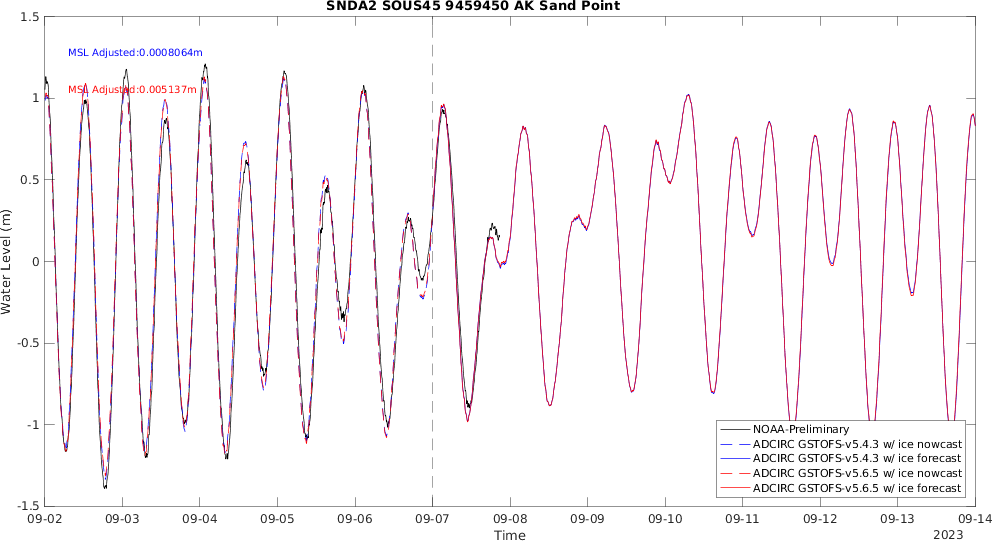 SNDA2 SOUS45 9459450 AK Sand Point
1.5
MSL Adjusted:0.0008064m
MSL Adjusted:0.005137m
1
0.5
0
-0.5
-1
-1.5
Water Level (m)
NOAA-Preliminary
ADCIRC GSTOFS-v5.4.3 w/ ice nowcast
ADCIRC GSTOFS-v5.4.3 w/ ice forecast
ADCIRC GSTOFS-v5.6.5 w/ ice nowcast
ADCIRC GSTOFS-v5.6.5 w/ ice forecast
09-02 09-03 09-04 09-05 09-06 09-07 09-08 09-09 09-10 09-11 09-12 09-13 09-14
Time
2023